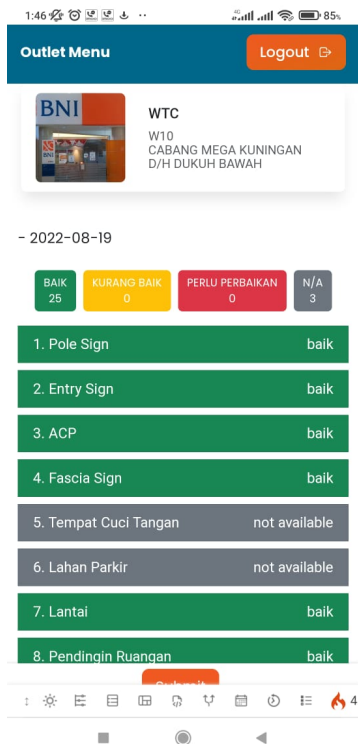 1:46
4G
85%
Outlet Menu
Logout
BNI
WTC
W10
CABANG MEGA KUNINGAN
D/H DUKUH BAWAH
- 2022-08-19
BAIK
25
KURANG BAIK
0
PERLU PERBAIKAN
0
N/A
3
1. Pole Sign baik
2. Entry Sign baik
3. ACP baik
4. Fascia Sign baik
5. Tempat Cuci Tangan not available
6. Lahan Parkir not available
7. Lantai baik
8. Pendingin Ruangan baik
Submit
4